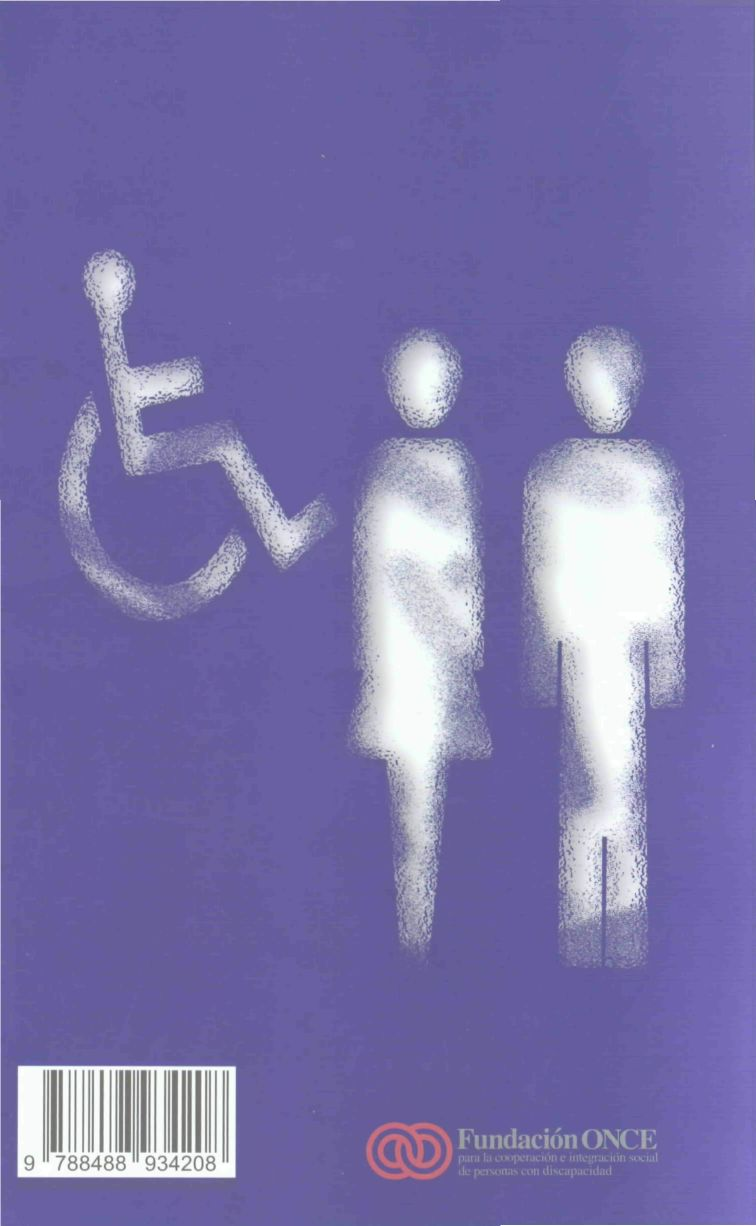 9 788488 934208
Fundación ONCE
para la cooperación e integración social
de personas con discapacidad